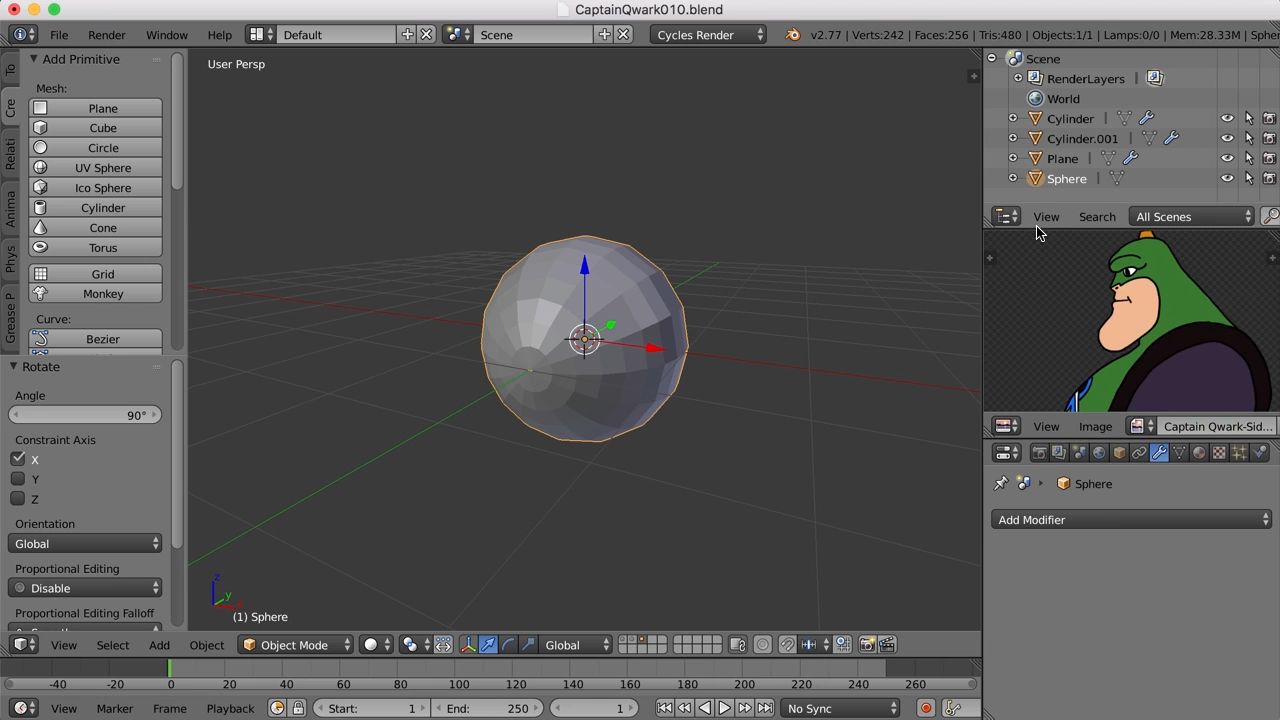 CaptainQwark010.blend
File Render Window Help Default Scene Cycles Render v2.77 | Verts:242 | Faces:256 | Tris:480 | Objects:1/1 | Lamps:0/0 | Mem:28.33M | Spher
Add Primitive
Mesh:
Plane
Cube
Circle
UV Sphere
Ico Sphere
Cylinder
Cone
Torus
Grid
Monkey
Curve:
Bezier
To
Cre
Relati
Anima
Phys
Grease P
Rotate
Angle
90°
Constraint Axis
X
Y
Z
Orientation
Global
Proportional Editing
Disable
Proportional Editing Falloff
User Persp
z
y
(1) Sphere
View Select Add Object Object Mode Global
-40 -20 0 20 40 60 80 100 120 140 160 180 200 220 240 260
View Marker Frame Playback Start: 1 End: 250 1 No Sync
Scene
RenderLayers
World
Cylinder
Cylinder.001
Plane
Sphere
View Search All Scenes
View Image Captain Qwark-Sid...
Sphere
Add Modifier